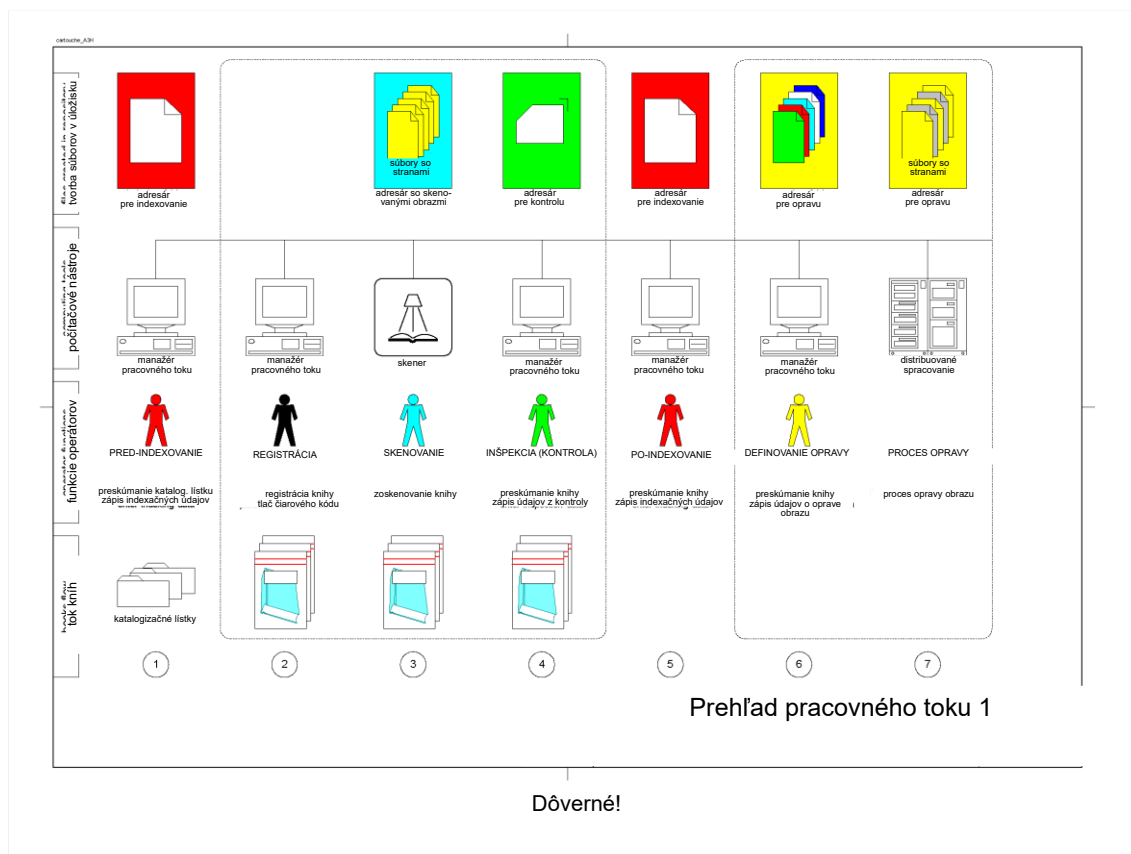 cartouche_A3H
tvorba súborov v úložisku
súbory so
stranami
súbory so
stranami
adresár
pre indexovanie
adresár so skeno-
vanými obrazmi
adresár
pre kontrolu
adresár
pre indexovanie
adresár
pre opravu
adresár
pre opravu
počítačové nástroje
manažér
pracovného toku
manažér
pracovného toku
skener
manažér
pracovného toku
manažér
pracovného toku
manažér
pracovného toku
distribuované
spracovanie
funkcie operátorov
PRED-INDEXOVANIE
REGISTRÁCIA
SKENOVANIE
INŠPEKCIA (KONTROLA)
PO-INDEXOVANIE
DEFINOVANIE OPRAVY
PROCES OPRAVY
preskúmanie katalog. lístku
zápis indexačných údajov
registrácia knihy
tlač čiarového kódu
zoskenovanie knihy
preskúmanie knihy
zápis údajov z kontroly
preskúmanie knihy
zápis indexačných údajov
preskúmanie knihy
zápis údajov o oprave
obrazu
proces opravy obrazu
tok kníh
katalogizačné lístky
1
2
3
4
5
6
7
Prehľad pracovného toku 1
Dôverné!